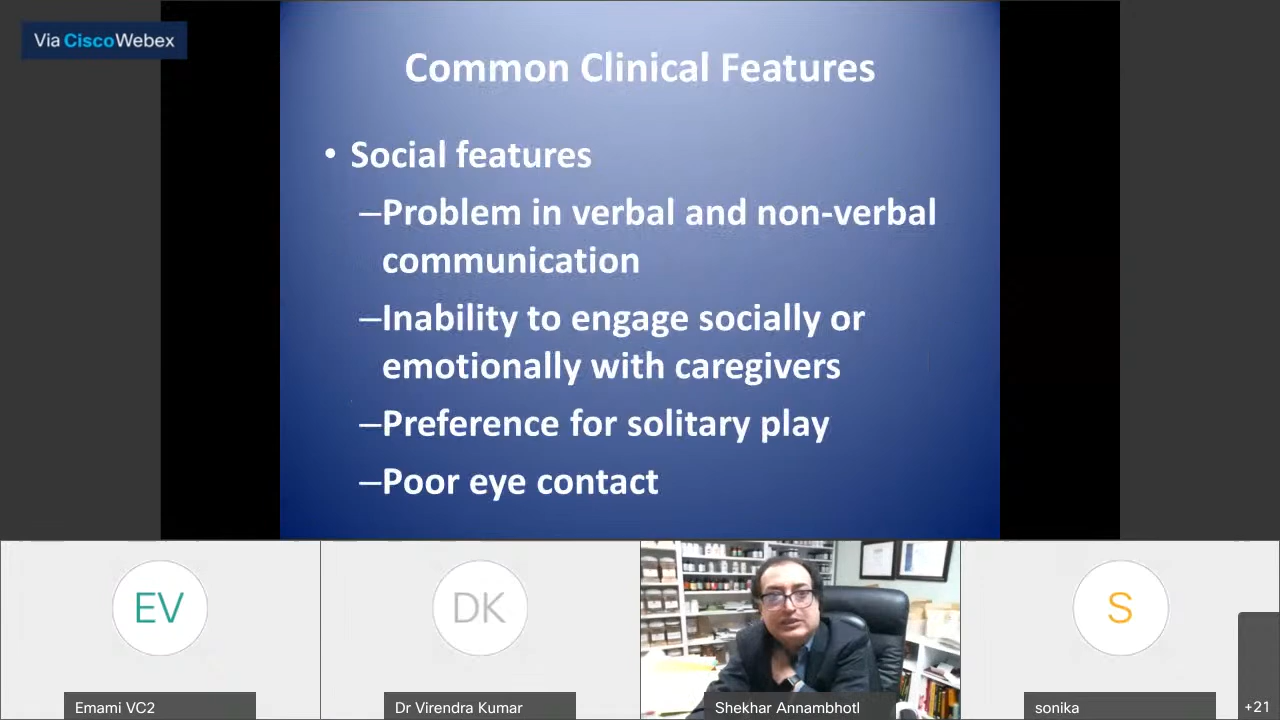 Via CiscoWebex
Common Clinical Features
• Social features
–Problem in verbal and non-verbal
communication
–Inability to engage socially or
emotionally with caregivers
–Preference for solitary play
–Poor eye contact
EV
DK
S
Emami VC2
Dr Virendra Kumar
Shekhar Annambhotl
sonika
+21